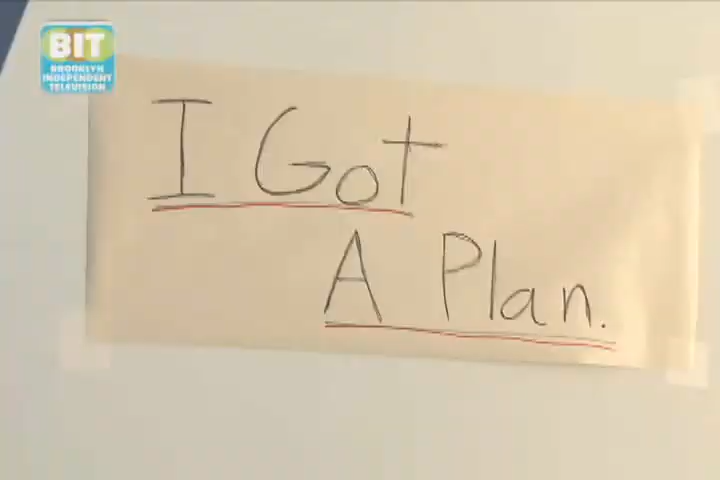 BIT
BROOKLYN
INDEPENDENT
TELEVISION
I Got
A Plan.